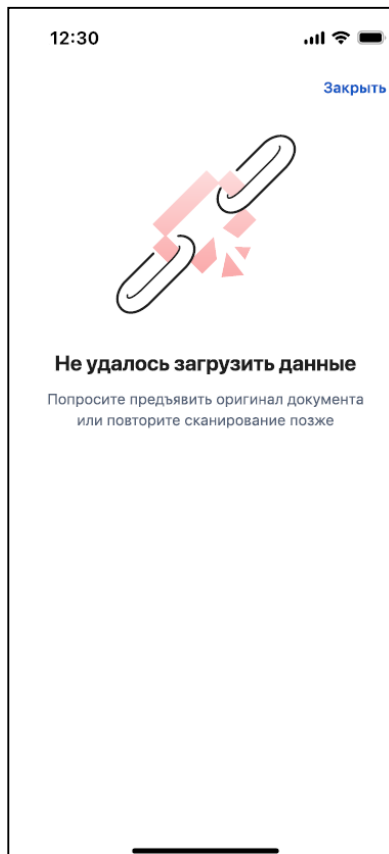 12:30
Закрыть
Не удалось загрузить данные
Попросите предъявить оригинал документа
или повторите сканирование позже